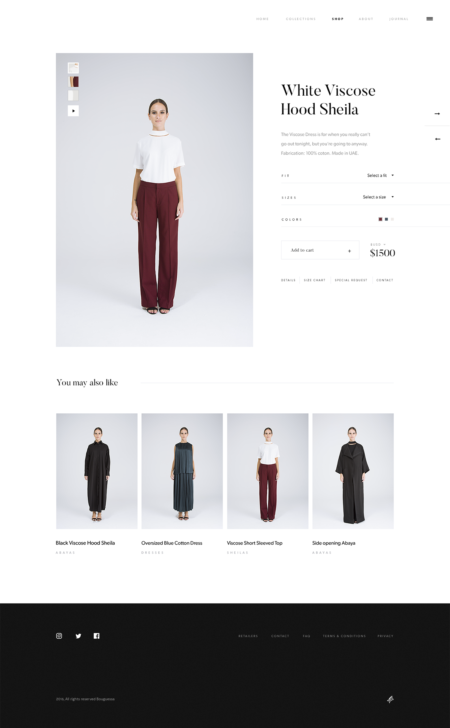 HOME COLLECTIONS SHOP ABOUT JOURNAL
White Viscose
Hood Sheila
The Viscose Dress is for when you really can't
go out tonight, but you're going to anyway.
Fabrication: 100% cotton. Made in UAE.
FIT Select a fit
SIZES Select a size
COLORS
Add to cart +
$1500
DETAILS SIZE CHART SPECIAL REQUEST CONTACT
You may also like
Black Viscose Hood Sheila
ABAYAS
Oversized Blue Cotton Dress
DRESSES
Viscose Short Sleeved Top
SHEILAS
Side opening Abaya
ABAYAS
CONTACT FAQ TERMS & CONDITIONS PRIVACY
All rights reserved